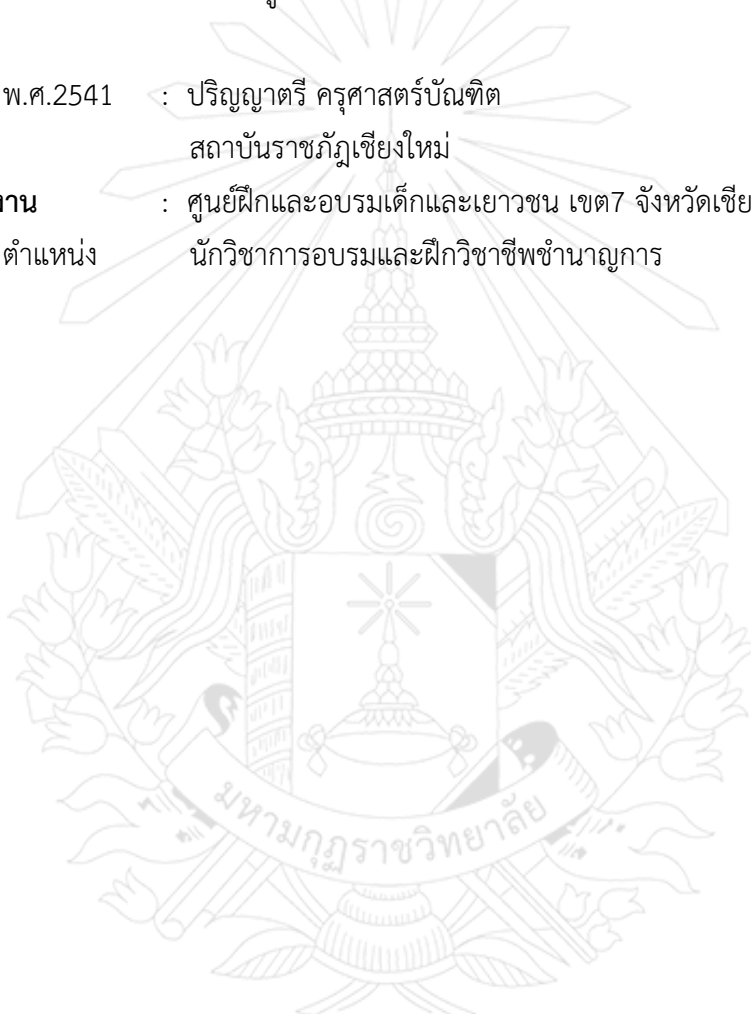 พ.ศ.2541 : ปริญญาตรี ครุศาสตร์บัณฑิต
สถาบันราชภัฏเชียงใหม่
: ศูนย์ฝึกและอบรมเด็กและเยาวชน เขต7 จังหวัดเชีย
ตำแหน่ง นักวิชาการอบรมและฝึกวิชาชีพชำนาญการ
มหามกุฏราชวิทยาลัย